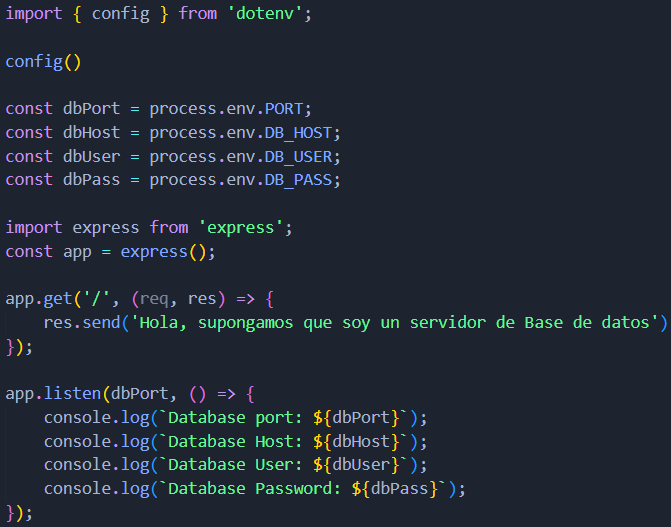 import { config } from 'dotenv';
config()
const dbPort = process.env.PORT;
const dbHost = process.env.DB_HOST;
const dbUser = process.env.DB_USER;
const dbPass = process.env.DB_PASS;
import express from 'express';
const app = express();
app.get('/', (req, res) => {
    res.send('Hola, supongamos que soy un servidor de Base de datos')
});
app.listen(dbPort, () => {
    console.log(`Database port: ${dbPort}`);
    console.log(`Database Host: ${dbHost}`);
    console.log(`Database User: ${dbUser}`);
    console.log(`Database Password: ${dbPass}`);
});